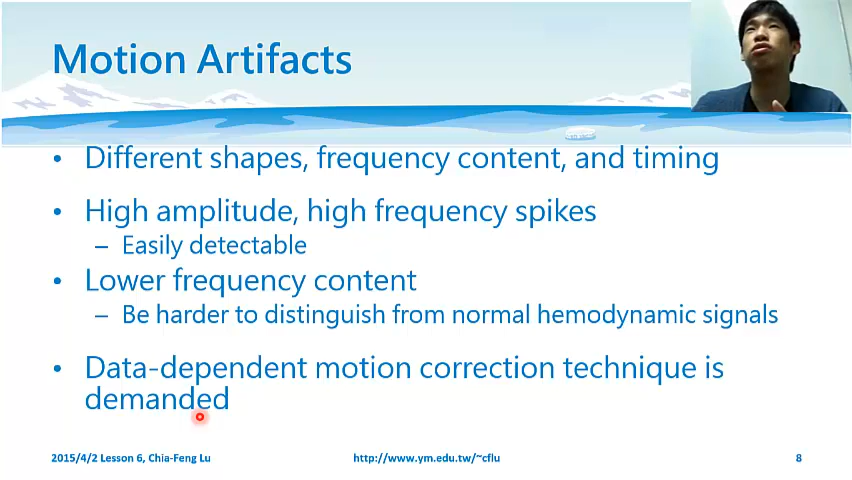 Motion Artifacts
• Different shapes, frequency content, and timing
• High amplitude, high frequency spikes
– Easily detectable
• Lower frequency content
– Be harder to distinguish from normal hemodynamic signals
• Data-dependent motion correction technique is
demanded
2015/4/2 Lesson 6, Chia-Feng Lu
http://www.ym.edu.tw/~cflu
8